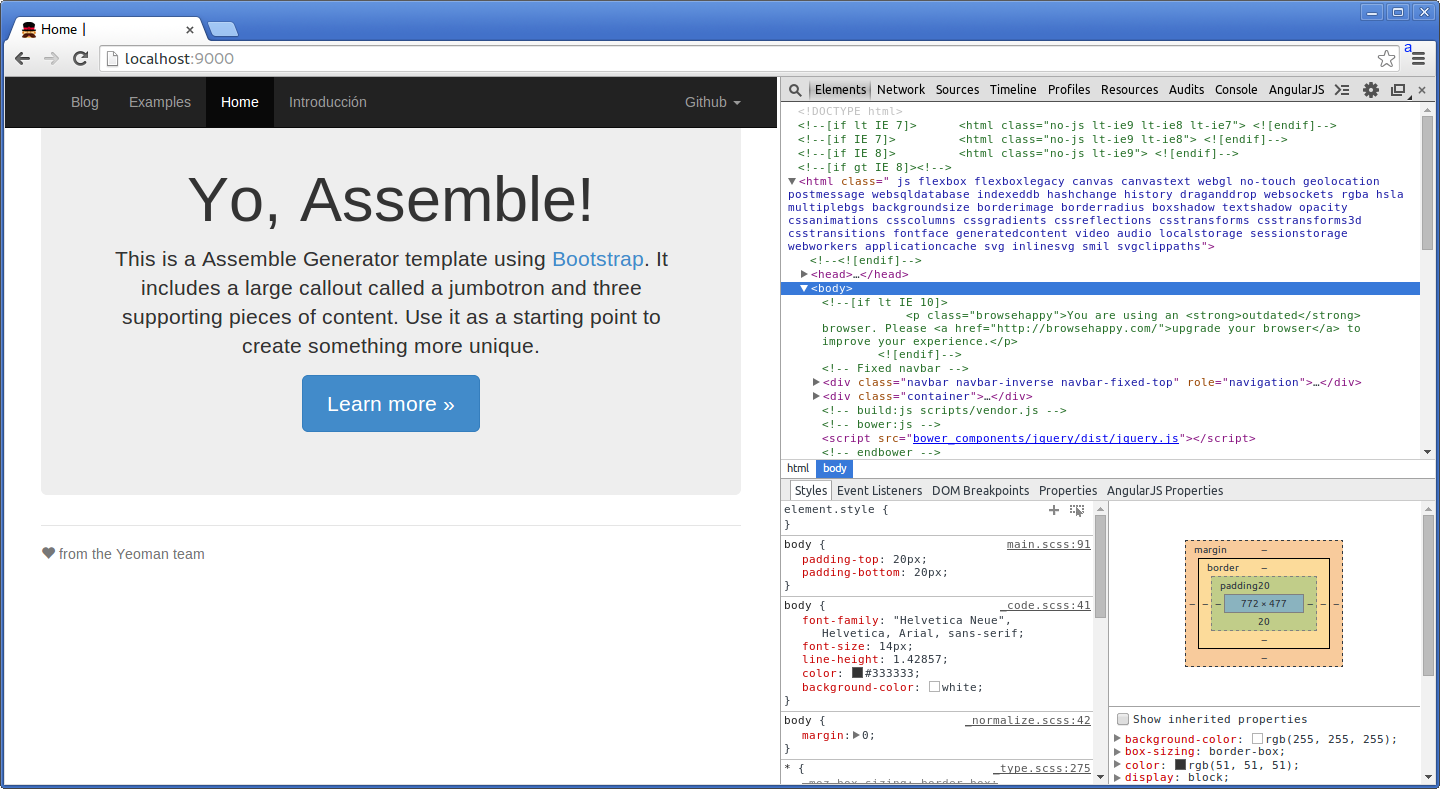 Home |
localhost:9000
a
Blog Examples Home Introducción Github
Yo, Assemble!
This is a Assemble Generator template using Bootstrap. It
includes a large callout called a jumbotron and three
supporting pieces of content. Use it as a starting point to
create something more unique.
Learn more »
from the Yeoman team
Elements Network Sources Timeline Profiles Resources Audits Console AngularJS
<!DOCTYPE html>
<!--[if lt IE 7]> <html class="no-js lt-ie9 lt-ie8 lt-ie7"> <![endif]-->
<!--[if IE 7]> <html class="no-js lt-ie9 lt-ie8"> <![endif]-->
<!--[if IE 8]> <html class="no-js lt-ie9"> <![endif]-->
<!--[if gt IE 8]><!-->
<html class=" js flexbox flexboxlegacy canvas canvastext webgl no-touch geolocation
postmessage websqldatabase indexeddb hashchange history draganddrop websockets rgba hsla
multiplebgs backgroundsize borderimage borderradius boxshadow textshadow opacity
cssanimations csscolumns cssgradients cssreflections csstransforms csstransforms3d
csstransitions fontface generatedcontent video audio localstorage sessionstorage
webworkers applicationcache svg inlinesvg smil svgclippaths">
<!--<![endif]-->
<head>…</head>
<body>
<!--[if lt IE 10]>
<p class="browsehappy">You are using an <strong>outdated</strong>
browser. Please <a href="http://browsehappy.com/">upgrade your browser</a> to
improve your experience.</p>
<![endif]-->
<!-- Fixed navbar -->
<div class="navbar navbar-inverse navbar-fixed-top" role="navigation">…</div>
<div class="container">…</div>
<!-- build:js scripts/vendor.js -->
<!-- bower:js -->
<script src="bower_components/jquery/dist/jquery.js"></script>
<!-- endbower -->
html body
Styles Event Listeners DOM Breakpoints Properties AngularJS Properties
element.style {
}
body { main.scss:91
padding-top: 20px;
padding-bottom: 20px;
}
body { _code.scss:41
font-family: "Helvetica Neue",
Helvetica, Arial, sans-serif;
font-size: 14px;
line-height: 1.42857;
color: #333333;
background-color: white;
}
body { _normalize.scss:42
margin: 0;
}
* { _type.scss:275
-moz-box-sizing: border-box;
margin –
border –
padding20
– – – 772 × 477 – – –
20
–
–
Show inherited properties
background-color: rgb(255, 255, 255);
box-sizing: border-box;
color: rgb(51, 51, 51);
display: block;